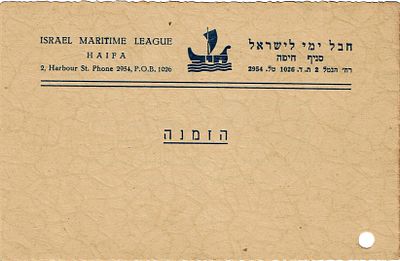 ISRAEL MARITIME LEAGUE
HAIFA
2, Harbour St. Phone 2954, P.O.B. 1026
חבל ימי לישראל
סניף חיפה
רח' הנמל 2 ת. ד. 1026 טל. 2954
הזמנה